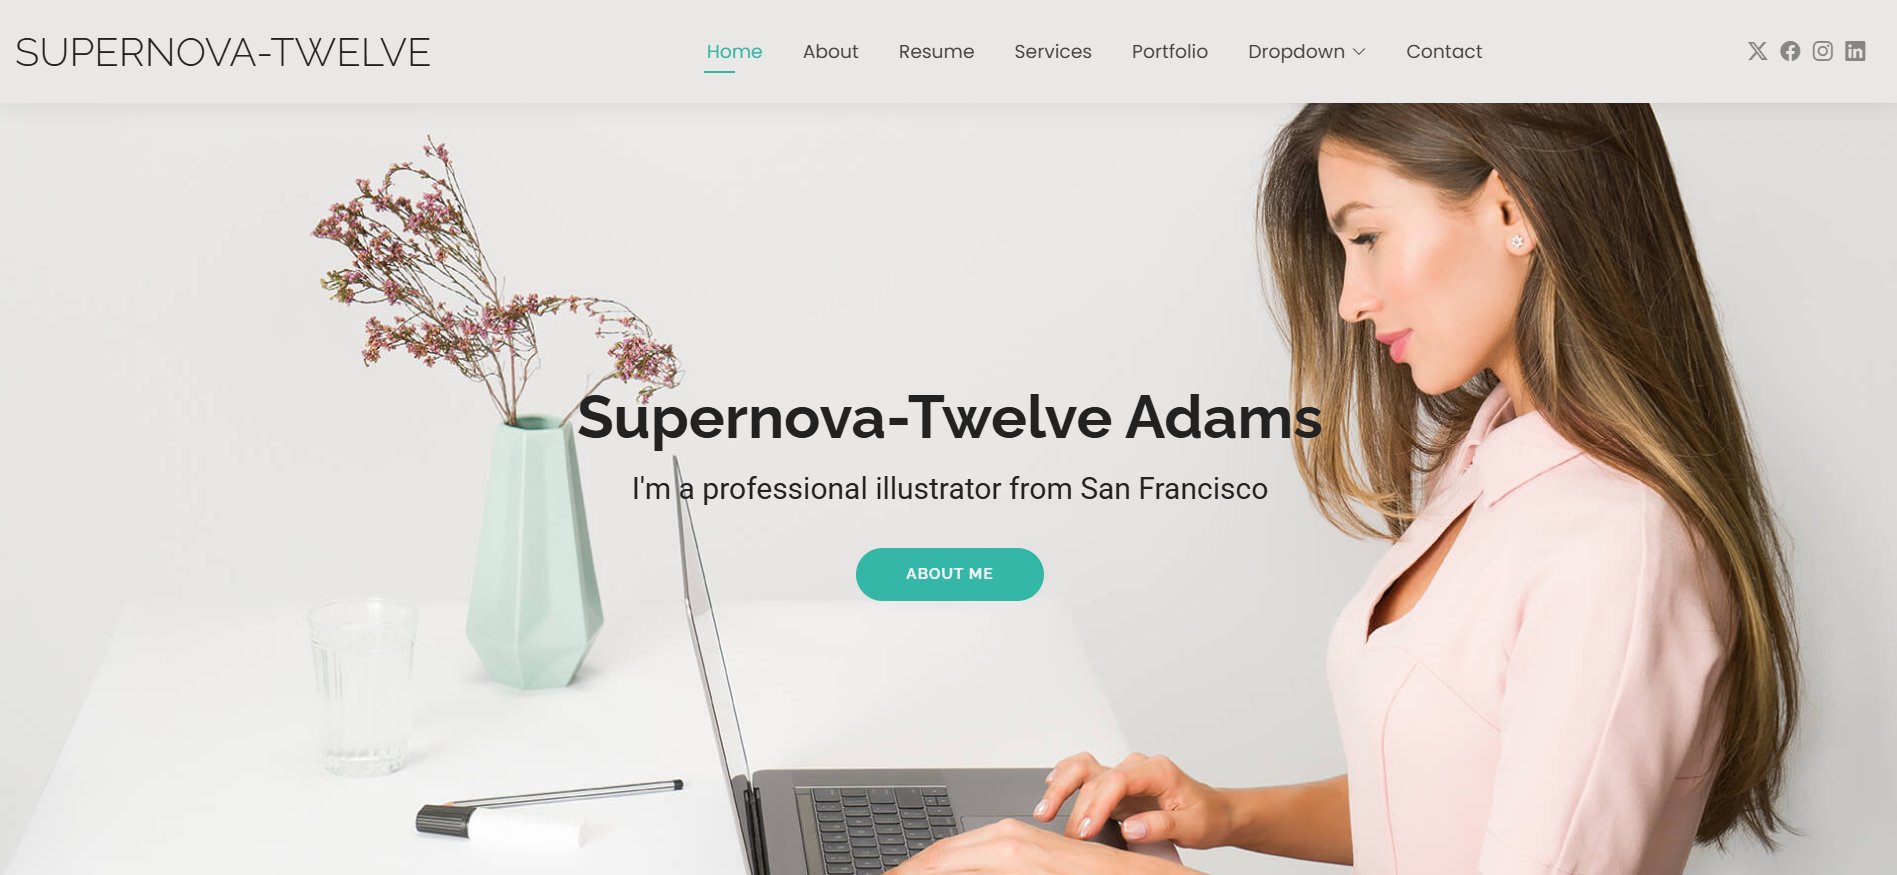 SUPERNOVA-TWELVE
Home About Resume Services Portfolio Dropdown Contact
Supernova-Twelve Adams
I'm a professional illustrator from San Francisco
ABOUT ME